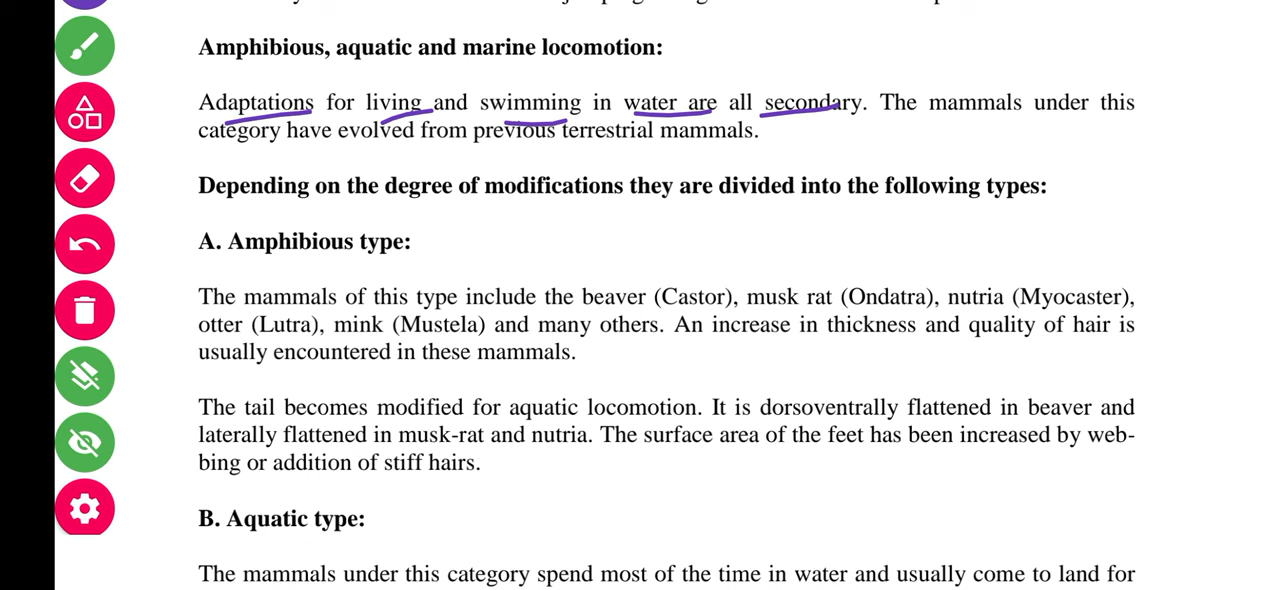 Amphibious, aquatic and marine locomotion:
Adaptations for living and swimming in water are all secondary. The mammals under this
category have evolved from previous terrestrial mammals.
Depending on the degree of modifications they are divided into the following types:
A. Amphibious type:
The mammals of this type include the beaver (Castor), musk rat (Ondatra), nutria (Myocaster),
otter (Lutra), mink (Mustela) and many others. An increase in thickness and quality of hair is
usually encountered in these mammals.
The tail becomes modified for aquatic locomotion. It is dorsoventrally flattened in beaver and
laterally flattened in musk-rat and nutria. The surface area of the feet has been increased by web-
bing or addition of stiff hairs.
B. Aquatic type:
The mammals under this category spend most of the time in water and usually come to land for